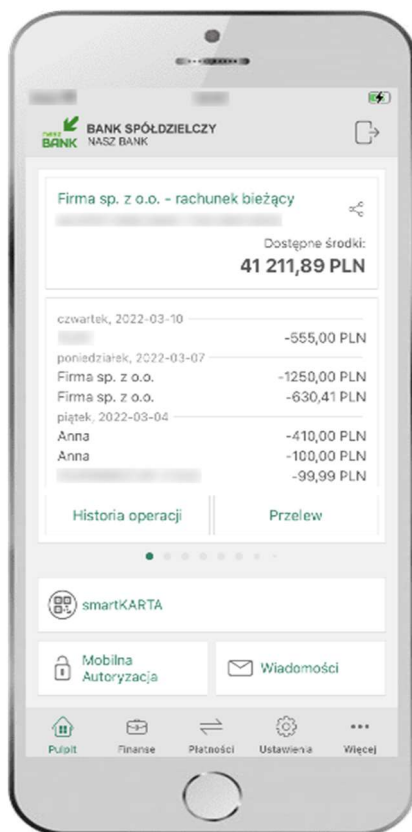 BANK SPÓŁDZIELCZY
BANK NASZ BANK
Firma sp. z o.o. - rachunek bieżący
Dostępne środki:
41 211,89 PLN
czwartek, 2022-03-10
-555,00 PLN
poniedziałek, 2022-03-07
Firma sp. z o.o. -1250,00 PLN
Firma sp. z o.o. -630,41 PLN
piątek, 2022-03-04
Anna -410,00 PLN
Anna -100,00 PLN
-99,99 PLN
Historia operacji Przelew
smartKARTA
Mobilna
Autoryzacja
Wiadomości
Pulpit Finanse Płatności Ustawienia Więcej